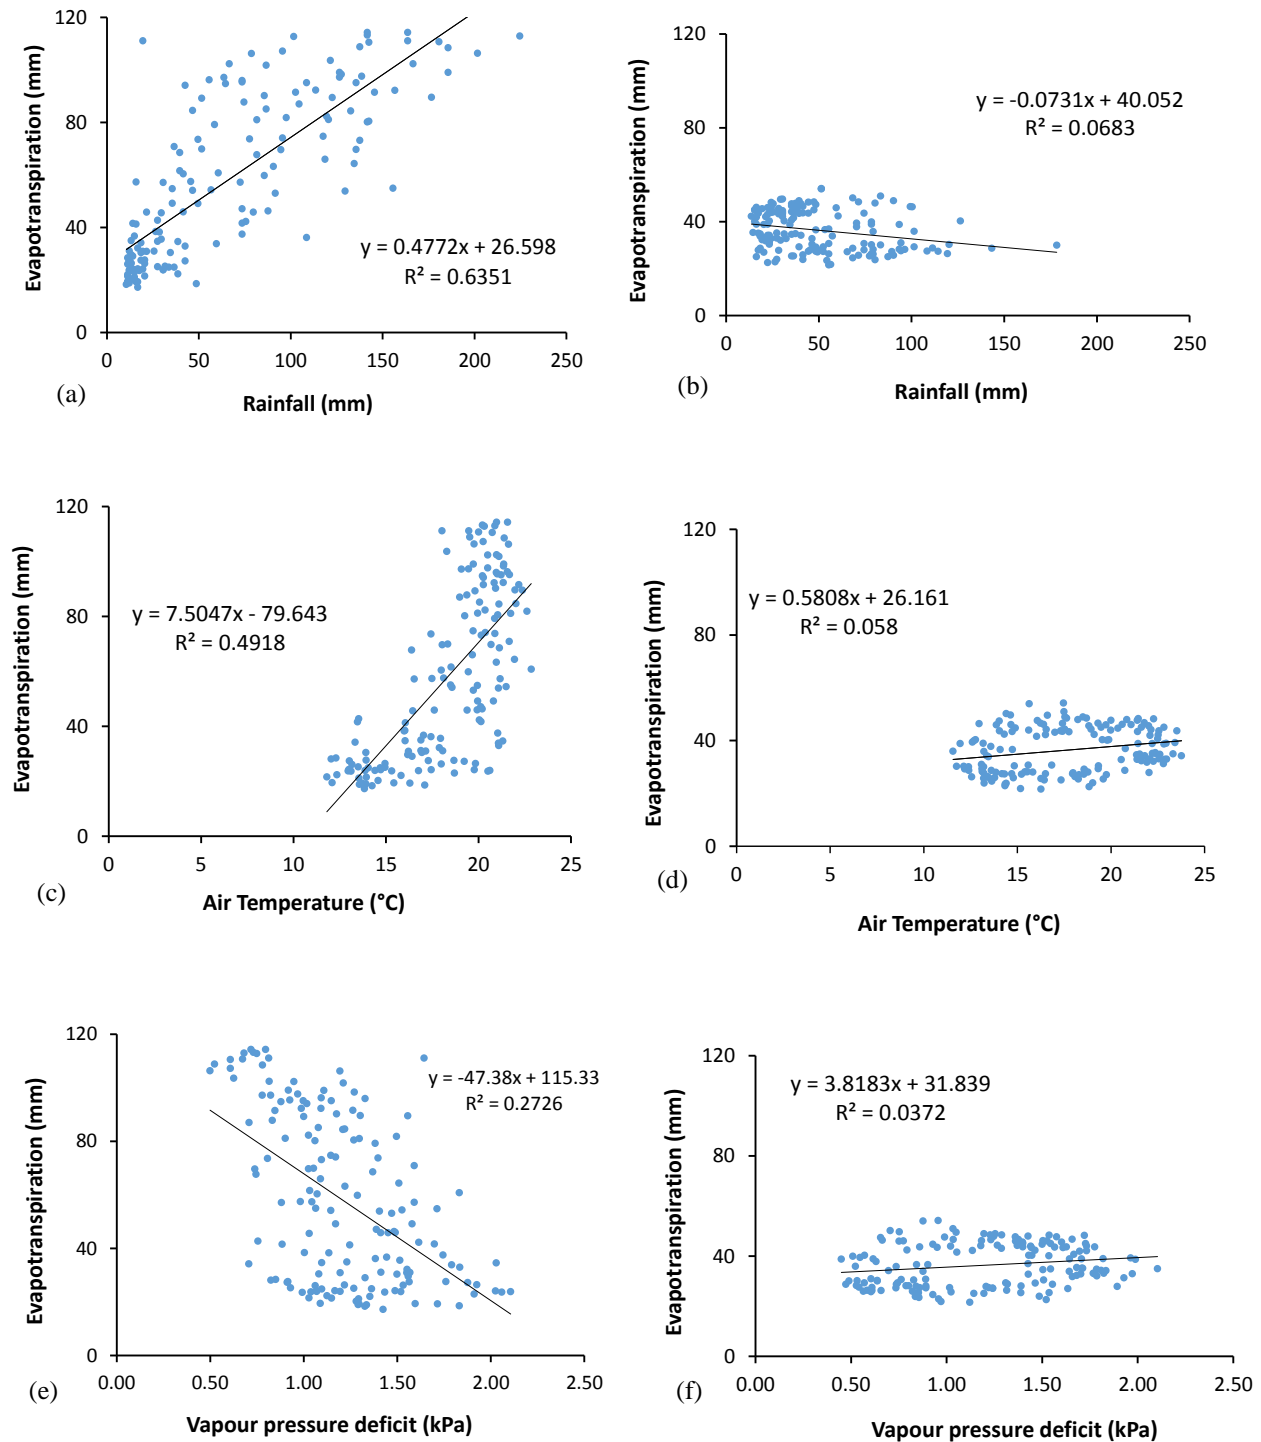 120
80
40
0
Evapotranspiration (mm)
y = 0.4772x + 26.598
R² = 0.6351
0 50 100 150 200 250
Rainfall (mm)
(a)
120
80
40
0
Evapotranspiration (mm)
y = -0.0731x + 40.052
R² = 0.0683
0 50 100 150 200 250
Rainfall (mm)
(b)
120
80
40
0
Evapotranspiration (mm)
y = 7.5047x - 79.643
R² = 0.4918
0 5 10 15 20 25
Air Temperature (°C)
(c)
120
80
40
0
Evapotranspiration (mm)
y = 0.5808x + 26.161
R² = 0.058
0 5 10 15 20 25
Air Temperature (°C)
(d)
120
80
40
0
Evapotranspiration (mm)
y = -47.38x + 115.33
R² = 0.2726
0.00 0.50 1.00 1.50 2.00 2.50
Vapour pressure deficit (kPa)
(e)
120
80
40
0
Evapotranspiration (mm)
y = 3.8183x + 31.839
R² = 0.0372
0.00 0.50 1.00 1.50 2.00 2.50
Vapour pressure deficit (kPa)
(f)